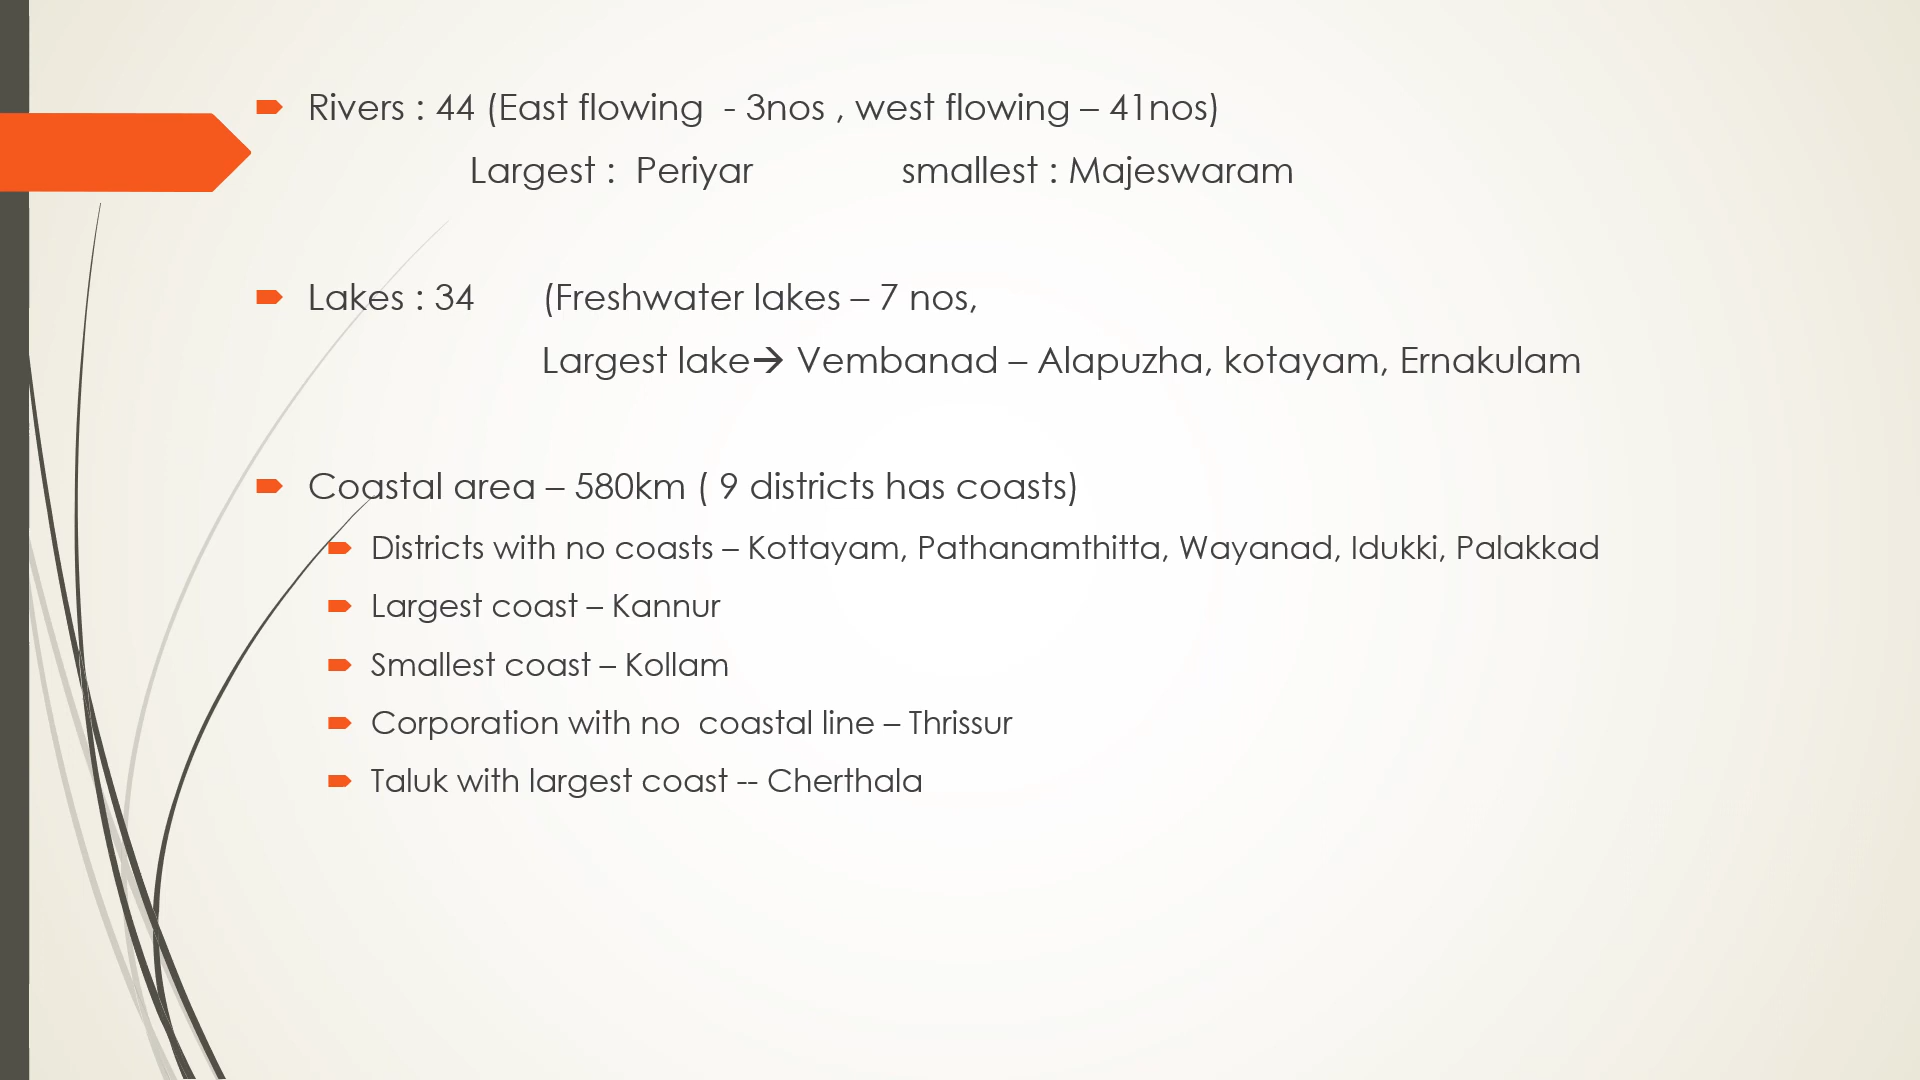 Rivers : 44 (East flowing  - 3nos , west flowing – 41nos)
Largest :  Periyar smallest : Majeswaram
Lakes : 34 (Freshwater lakes – 7 nos,
Largest lake→ Vembanad – Alapuzha, kotayam, Ernakulam
Coastal area – 580km ( 9 districts has coasts)
Districts with no coasts – Kottayam, Pathanamthitta, Wayanad, Idukki, Palakkad
Largest coast – Kannur
Smallest coast – Kollam
Corporation with no  coastal line – Thrissur
Taluk with largest coast -- Cherthala